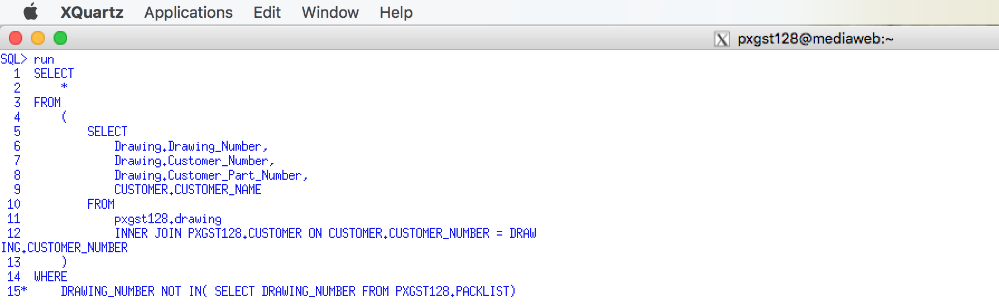 XQuartz Applications Edit Window Help
X pxgst128@mediaweb:~
SQL> run
  1  SELECT
  2      *
  3  FROM
  4      (
  5          SELECT
  6              Drawing.Drawing_Number,
  7              Drawing.Customer_Number,
  8              Drawing.Customer_Part_Number,
  9              CUSTOMER.CUSTOMER_NAME
 10          FROM
 11              pxgst128.drawing
 12              INNER JOIN PXGST128.CUSTOMER ON CUSTOMER.CUSTOMER_NUMBER = DRAW
ING.CUSTOMER_NUMBER
 13      )
 14  WHERE
 15*     DRAWING_NUMBER NOT IN( SELECT DRAWING_NUMBER FROM PXGST128.PACKLIST)